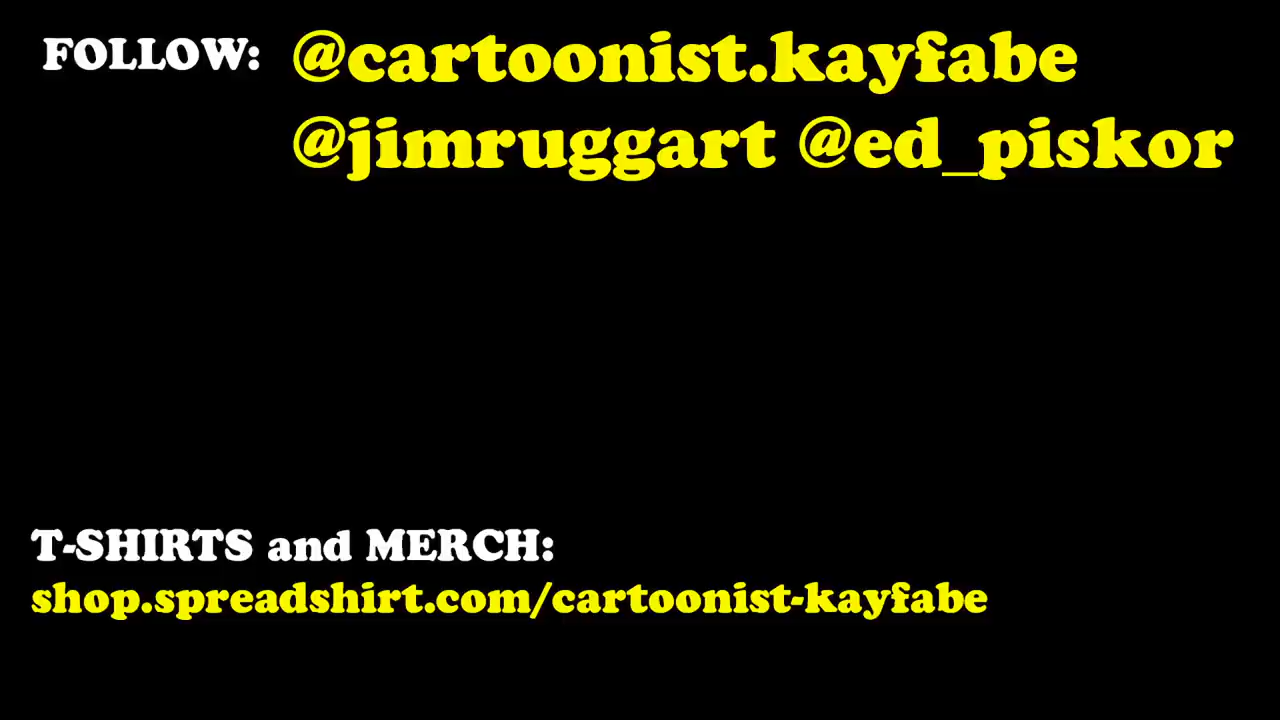 FOLLOW: @cartoonist.kayfabe
@jimruggart @ed_piskor
T-SHIRTS and MERCH:
shop.spreadshirt.com/cartoonist-kayfabe